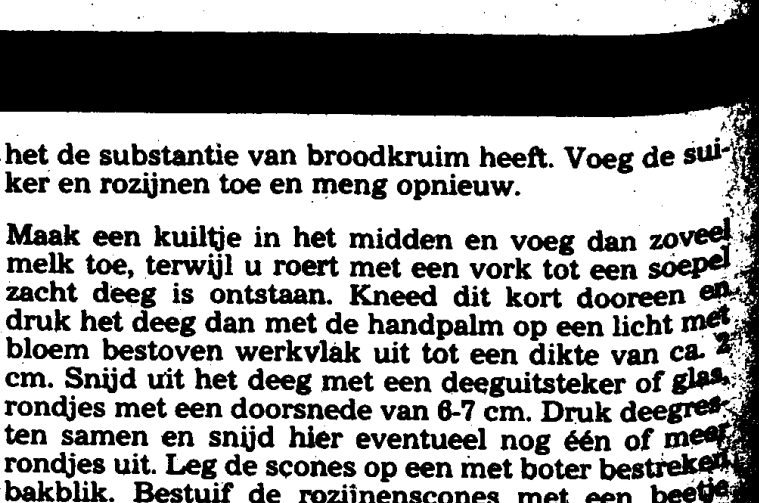 het de substantie van broodkruim heeft. Voeg de sui-
ker en rozijnen toe en meng opnieuw.
Maak een kuiltje in het midden en voeg dan zoveel
melk toe, terwijl u roert met een vork tot een soepel
zacht deeg is ontstaan. Kneed dit kort dooreen en
druk het deeg dan met de handpalm op een licht met
bloem bestoven werkvlak uit tot een dikte van ca. 2
cm. Snijd uit het deeg met een deeguitsteker of glas,
rondjes met een doorsnede van 6-7 cm. Druk deegres-
ten samen en snijd hier eventueel nog één of meer
rondjes uit. Leg de scones op een met boter bestreken
bakblik. Bestuif de rozijnenscones met een beetje